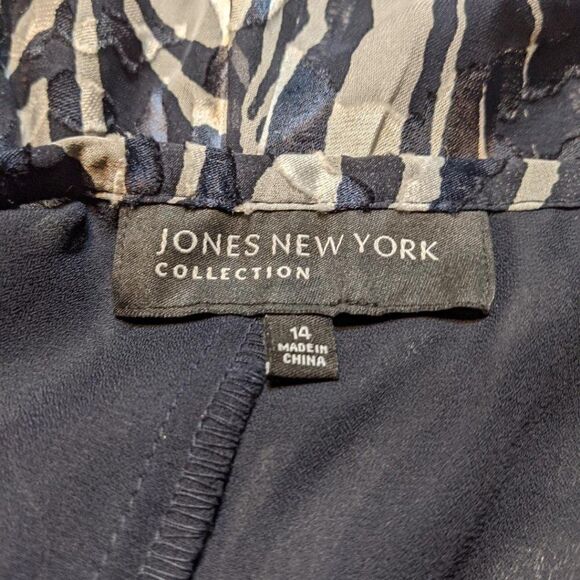 JONES NEW YORK
COLLECTION
14
MADE IN
CHINA